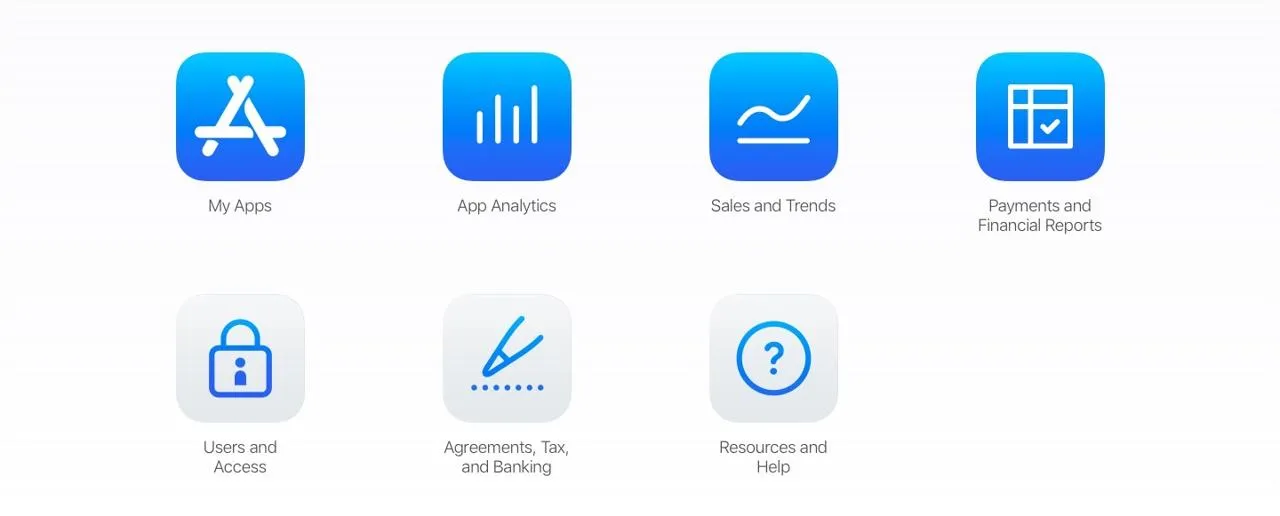 My Apps
App Analytics
Sales and Trends
Payments and
Financial Reports
Users and
Access
Agreements, Tax,
and Banking
Resources and
Help